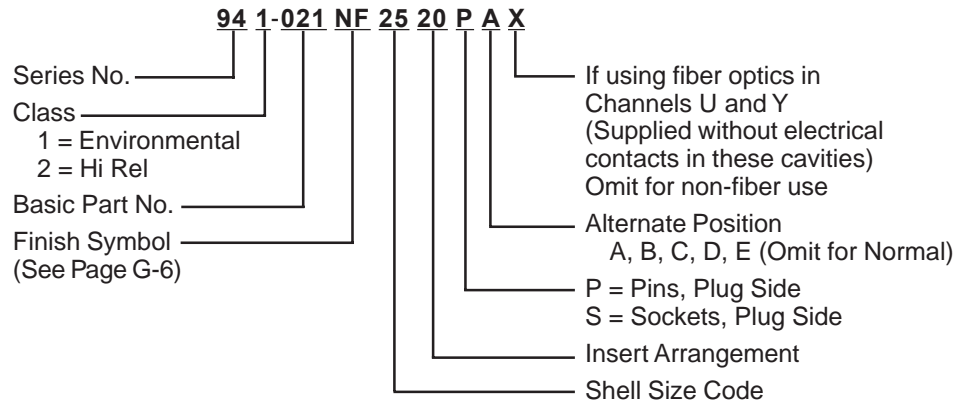 94 1-021 NF 25 20 P A X
Series No.
Class
1 = Environmental
2 = Hi Rel
Basic Part No.
Finish Symbol
(See Page G-6)
If using fiber optics in
Channels U and Y
(Supplied without electrical
contacts in these cavities)
Omit for non-fiber use
Alternate Position
A, B, C, D, E (Omit for Normal)
P = Pins, Plug Side
S = Sockets, Plug Side
Insert Arrangement
Shell Size Code